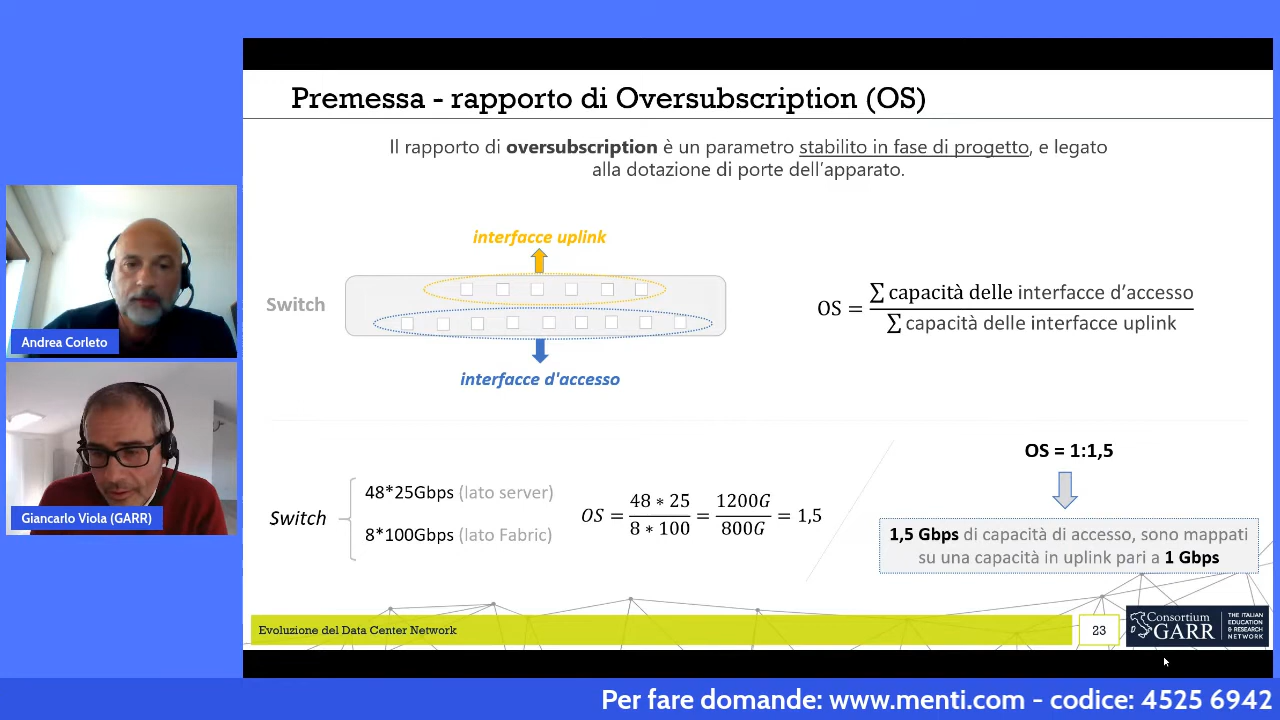 Premessa - rapporto di Oversubscription (OS)
Il rapporto di oversubscription è un parametro stabilito in fase di progetto, e legato
alla dotazione di porte dell'apparato.
interfacce uplink
Switch
interfacce d'accesso
OS = ∑ capacità delle interfacce d'accesso / ∑ capacità delle interfacce uplink
Andrea Corleto
Giancarlo Viola (GARR)
Switch
48*25Gbps (lato server)
8*100Gbps (lato Fabric)
OS = 48 * 25 / 8 * 100 = 1200G / 800G = 1,5
OS = 1:1,5
1,5 Gbps di capacità di accesso, sono mappati
su una capacità in uplink pari a 1 Gbps
Evoluzione del Data Center Network
23
Consortium
GARR
THE ITALIAN
EDUCATION
& RESEARCH
NETWORK
Per fare domande: www.menti.com - codice: 4525 6942